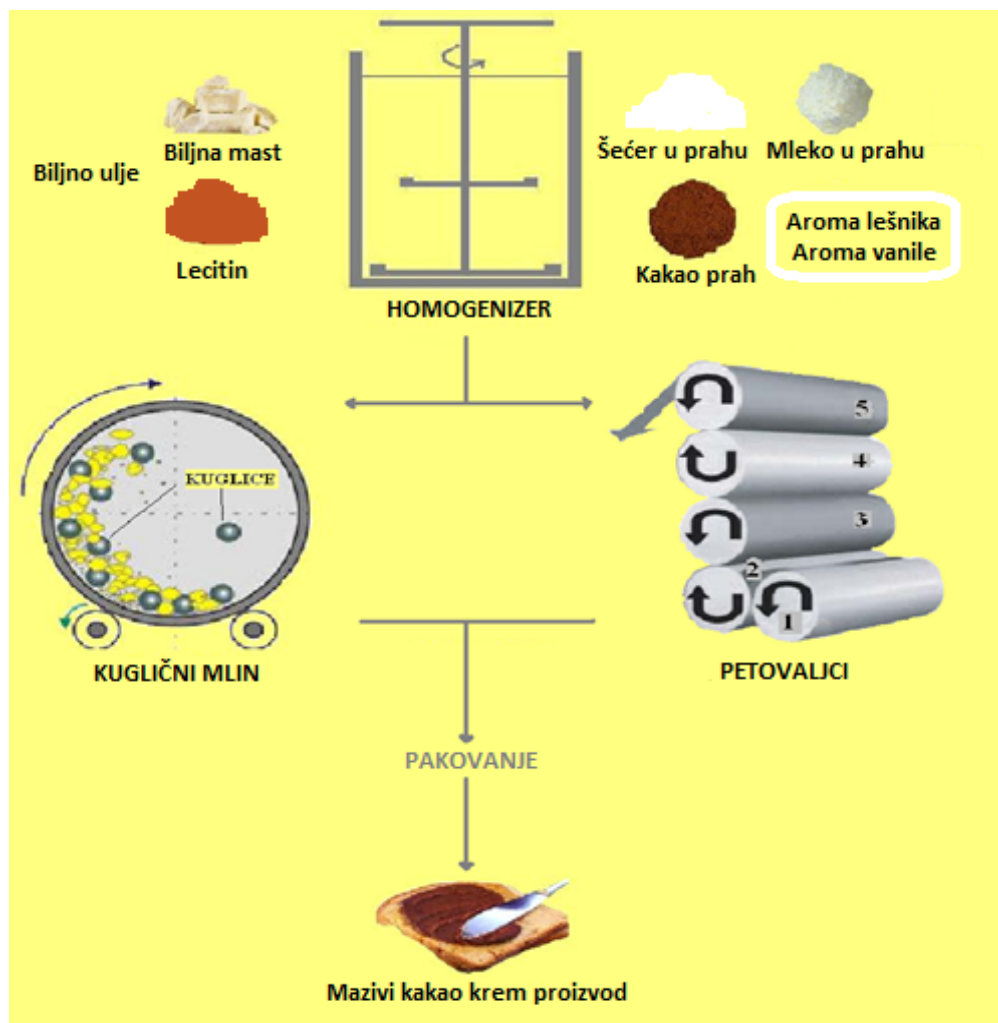 Biljno ulje
Biljna mast
Lecitin
Šećer u prahu
Mleko u prahu
Kakao prah
Aroma lešnika
Aroma vanile
HOMOGENIZER
KUGLICE
KUGLIČNI MLIN
5
4
3
2
1
PETOVALJCI
PAKOVANJE
Mazivi kakao krem proizvod